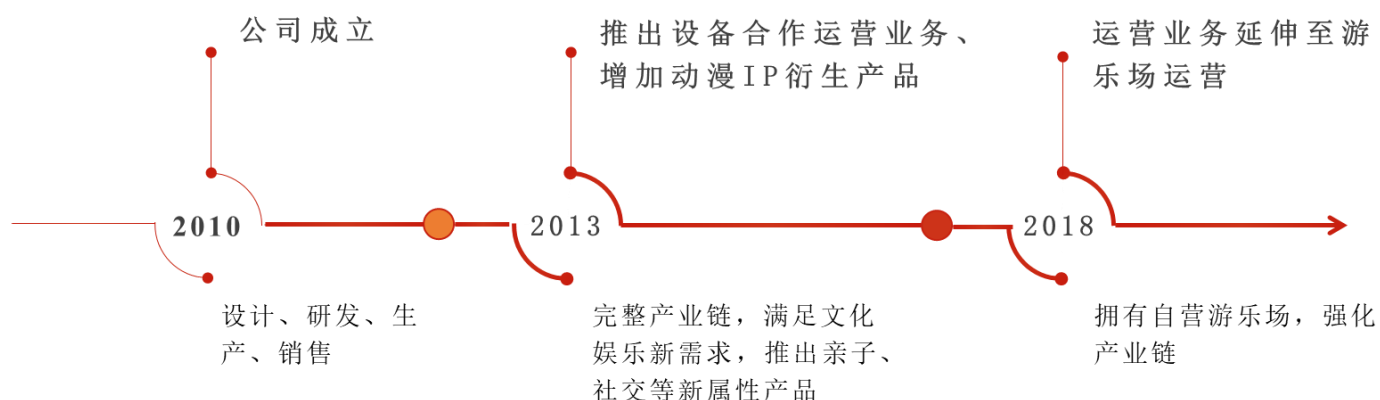 公司成立
推出设备合作运营业务、
增加动漫IP衍生产品
运营业务延伸至游
乐场运营
2010
2013
2018
设计、研发、生
产、销售
完整产业链，满足文化
娱乐新需求，推出亲子、
社交等新属性产品
拥有自营游乐场，强化
产业链